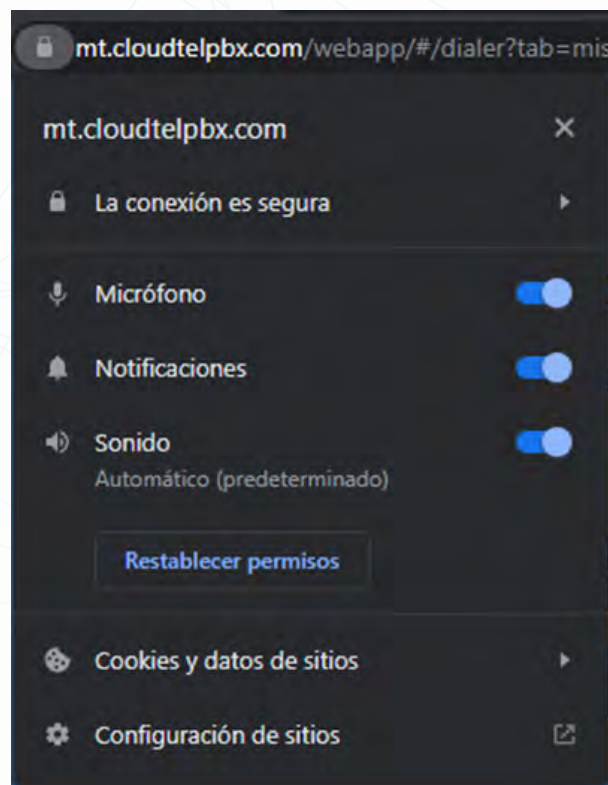 mt.cloudtelpbx.com/webapp/#/dialer?tab=mis
mt.cloudtelpbx.com
La conexión es segura
Micrófono
Notificaciones
Sonido
Automático (predeterminado)
Restablecer permisos
Cookies y datos de sitios
Configuración de sitios